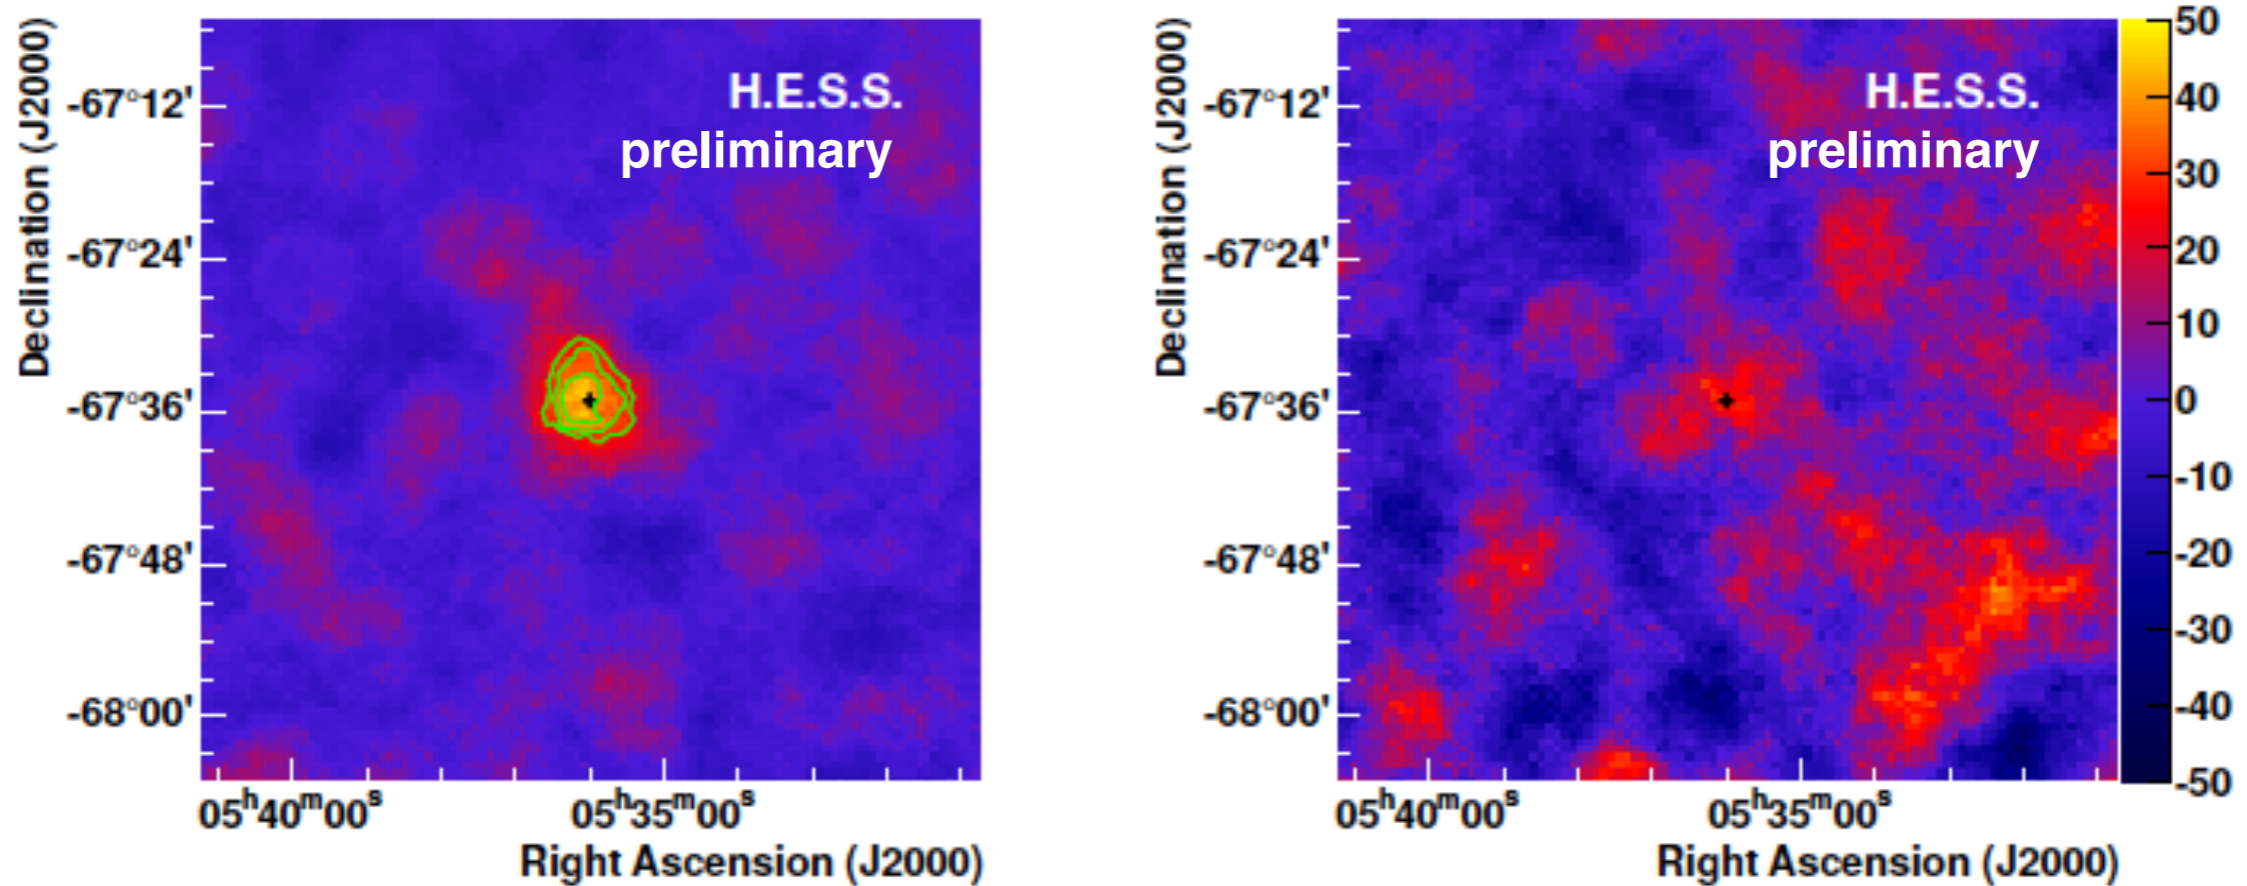 Declination (J2000)
-67°12'
-67°24'
-67°36'
-67°48'
-68°00'
H.E.S.S.
preliminary
05ʰ40ᵐ00ˢ
05ʰ35ᵐ00ˢ
Right Ascension (J2000)
Declination (J2000)
-67°12'
-67°24'
-67°36'
-67°48'
-68°00'
H.E.S.S.
preliminary
05ʰ40ᵐ00ˢ
05ʰ35ᵐ00ˢ
Right Ascension (J2000)
50
40
30
20
10
0
-10
-20
-30
-40
-50